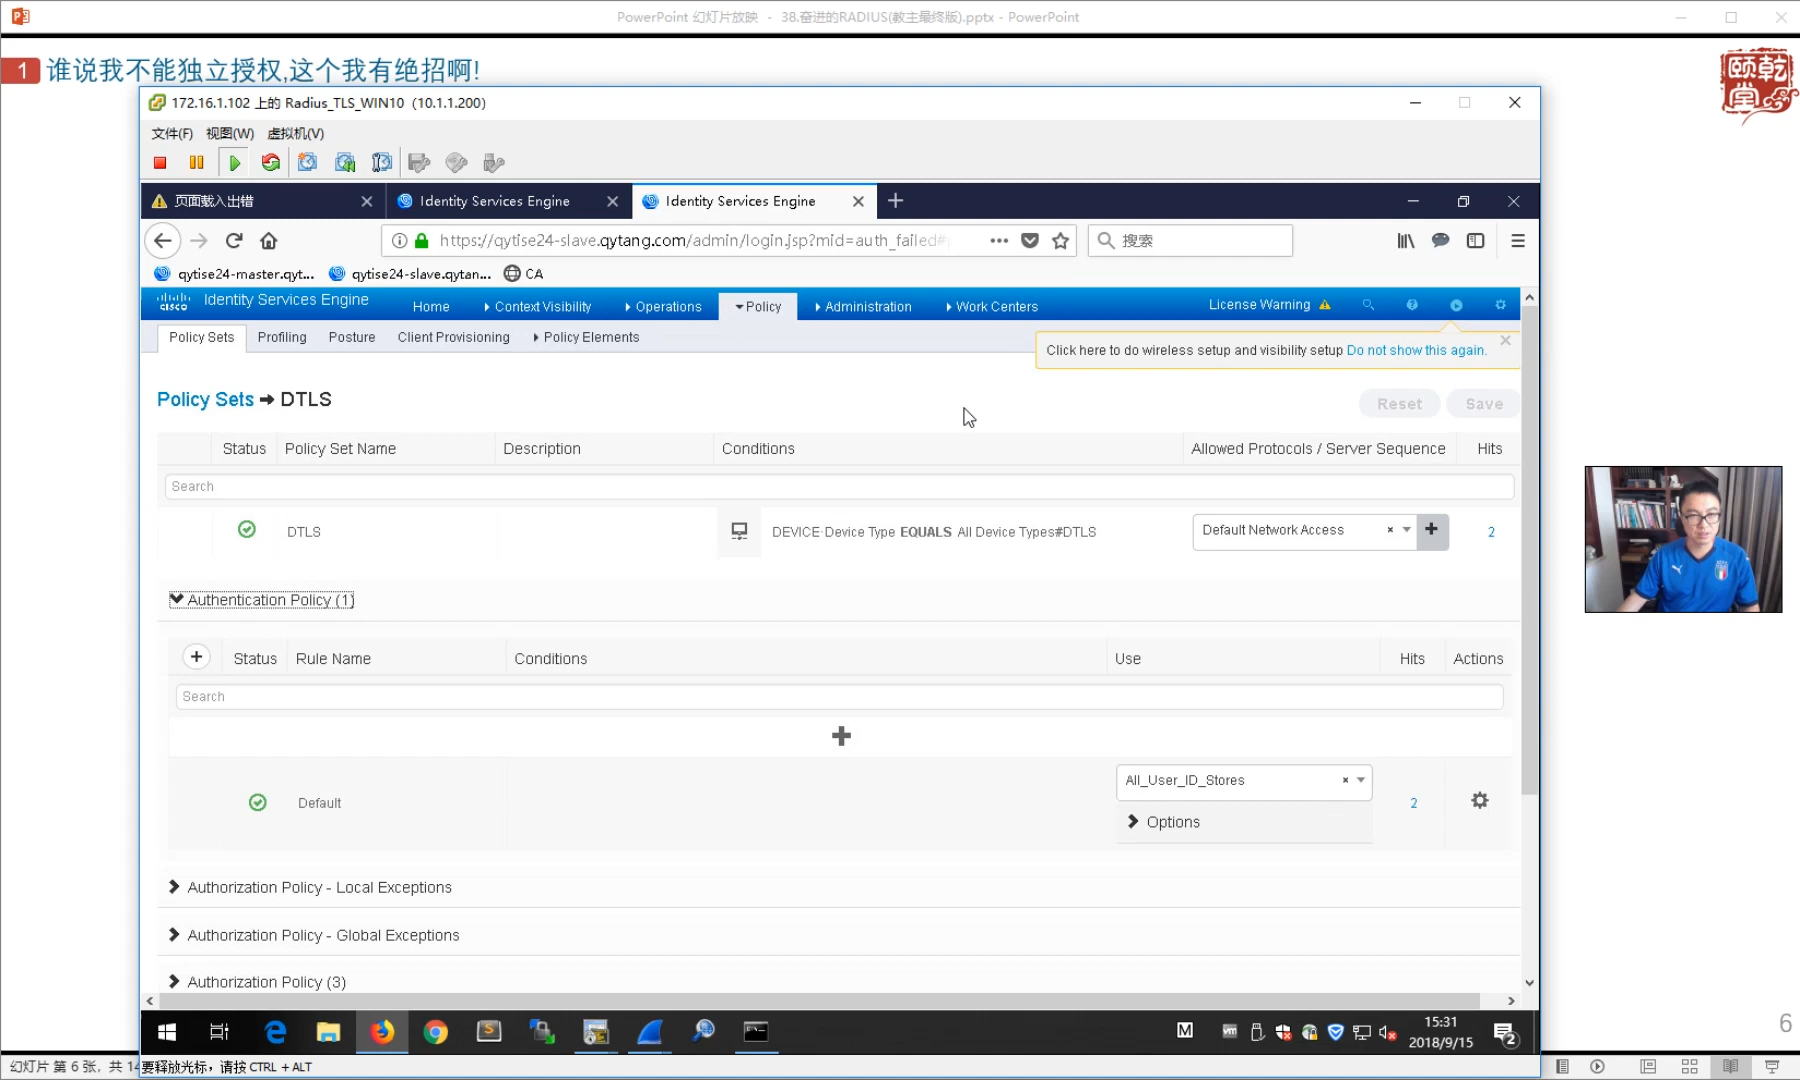 PowerPoint 幻灯片放映 - 38.奋进的RADIUS(教主最终版).pptx - PowerPoint
1 谁说我不能独立授权,这个我有绝招啊!
颐乾堂
172.16.1.102 上的 Radius_TLS_WIN10 (10.1.1.200)
文件(F) 视图(W) 虚拟机(V)
页面载入出错 Identity Services Engine Identity Services Engine
https://qytise24-slave.qytang.com/admin/login.jsp?mid=auth_failed# 搜索
qytise24-master.qyt... qytise24-slave.qytan... CA
cisco Identity Services Engine Home Context Visibility Operations Policy Administration Work Centers License Warning
Policy Sets Profiling Posture Client Provisioning Policy Elements
Click here to do wireless setup and visibility setup Do not show this again.
Policy Sets → DTLS Reset Save
Status Policy Set Name Description Conditions Allowed Protocols / Server Sequence Hits
Search
DTLS DEVICE·Device Type EQUALS All Device Types#DTLS Default Network Access 2
Authentication Policy (1)
Status Rule Name Conditions Use Hits Actions
Search
Default All_User_ID_Stores 2
Options
Authorization Policy - Local Exceptions
Authorization Policy - Global Exceptions
Authorization Policy (3)
15:31
2018/9/15 2
6
幻灯片 第 6 张，共 14 要释放光标，请按 CTRL + ALT